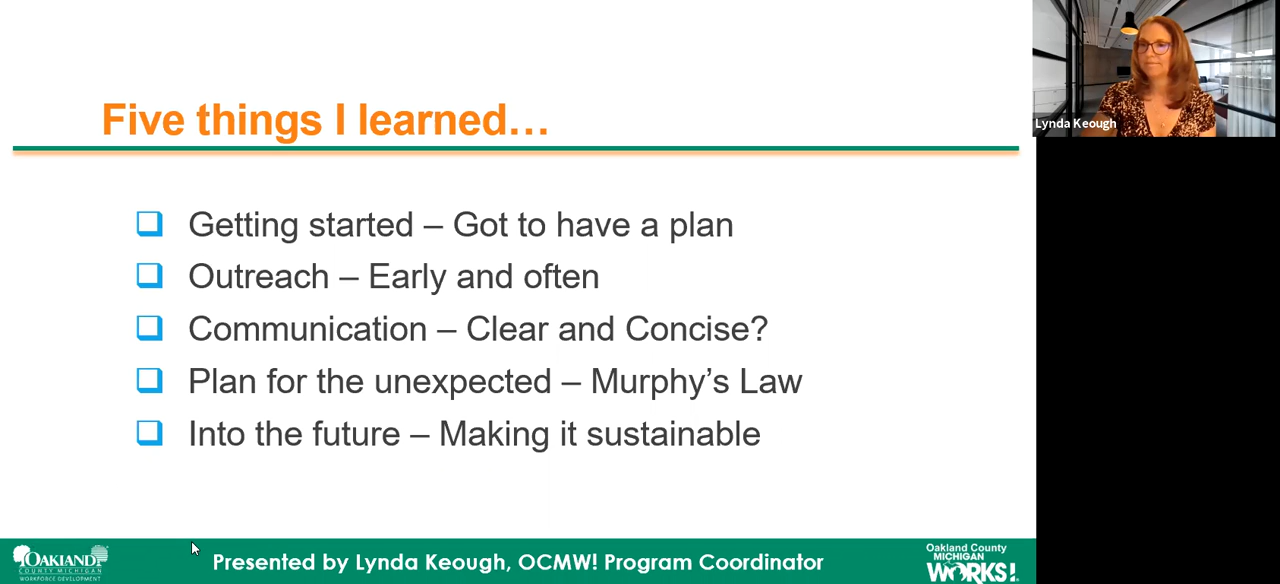 Five things I learned...
Lynda Keough
❑ Getting started – Got to have a plan
❑ Outreach – Early and often
❑ Communication – Clear and Concise?
❑ Plan for the unexpected – Murphy’s Law
❑ Into the future – Making it sustainable
OAKLAND
COUNTY MICHIGAN
WORKFORCE DEVELOPMENT
Presented by Lynda Keough, OCMW! Program Coordinator
Oakland County
MICHIGAN
WORKS!